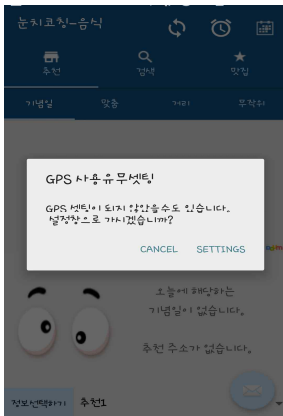 눈치코칭-음식
추천
검색
맛집
기념일
맞춤
거리
무작위
GPS 사용유무셋팅
GPS 셋팅이 되지 않았을수도 있습니다.
설정창으로 가시겠습니까?
CANCEL
SETTINGS
오늘에 해당하는
기념일이 없습니다.
추천 주소가 없습니다.
정보선택하기
추천1